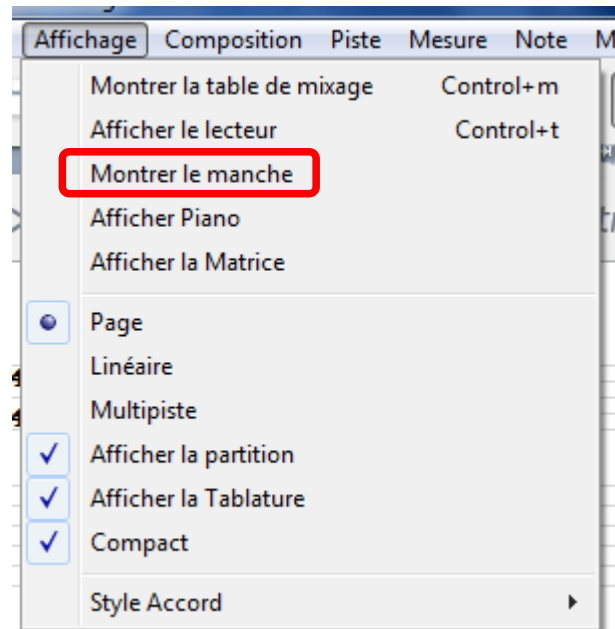 Affichage Composition Piste Mesure Note M
Montrer la table de mixage Control+m
Afficher le lecteur Control+t
Montrer le manche
Afficher Piano
Afficher la Matrice
Page
Linéaire
Multipiste
Afficher la partition
Afficher la Tablature
Compact
Style Accord